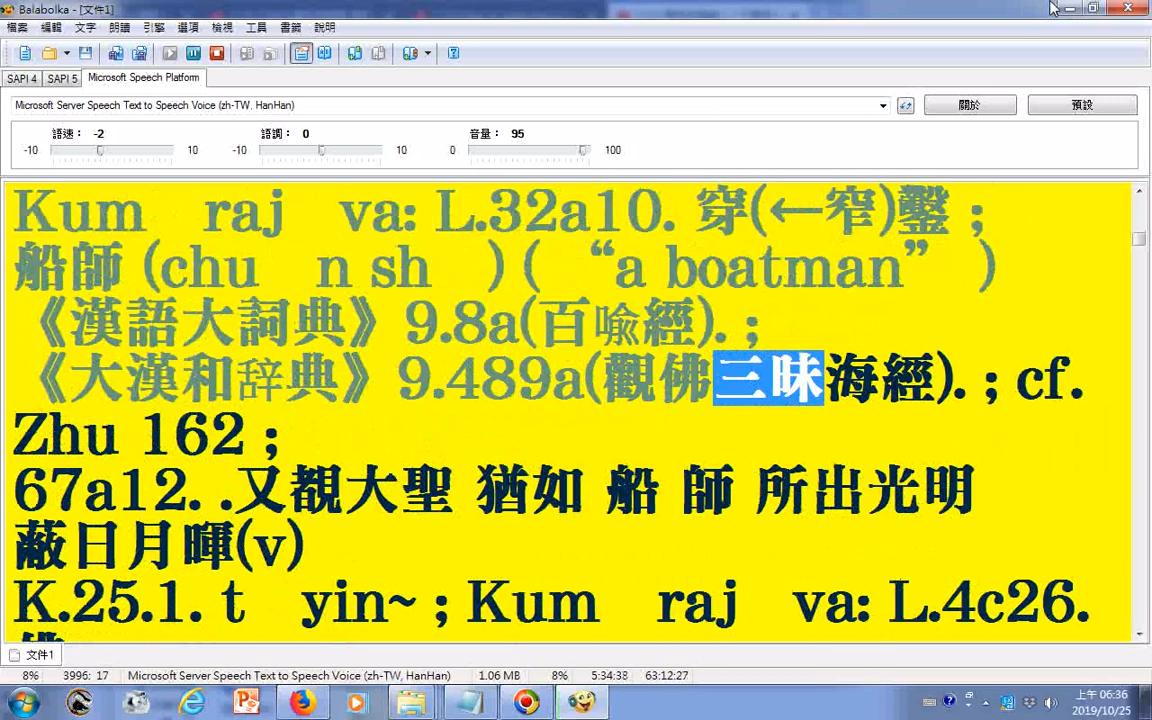 Balabolka - [文件1]
檔案 編輯 文字 朗讀 引擎 選項 檢視 工具 書籤 說明
SAPI 4 SAPI 5 Microsoft Speech Platform
Microsoft Server Speech Text to Speech Voice (zh-TW, HanHan) 關於 預設
語速： -2 語調： 0 音量： 95
-10 10 -10 10 0 100
Kum raj va: L.32a10. 穿(←窄)鑿 ;
船師 (chu n sh ) ( “a boatman” )
《漢語大詞典》 9.8a(百喩經). ;
《大漢和辞典》 9.489a(觀佛三昧海經). ; cf.
Zhu 162 ;
67a12. .又覩大聖 猶如 船 師 所出光明
蔽日月暉(v)
K.25.1. t yin~ ; Kum raj va: L.4c26.
文件1
8% 3996: 17 Microsoft Server Speech Text to Speech Voice (zh-TW, HanHan) 1.06 MB 8% 5:34:38 63:12:27
上午 06:36
2019/10/25